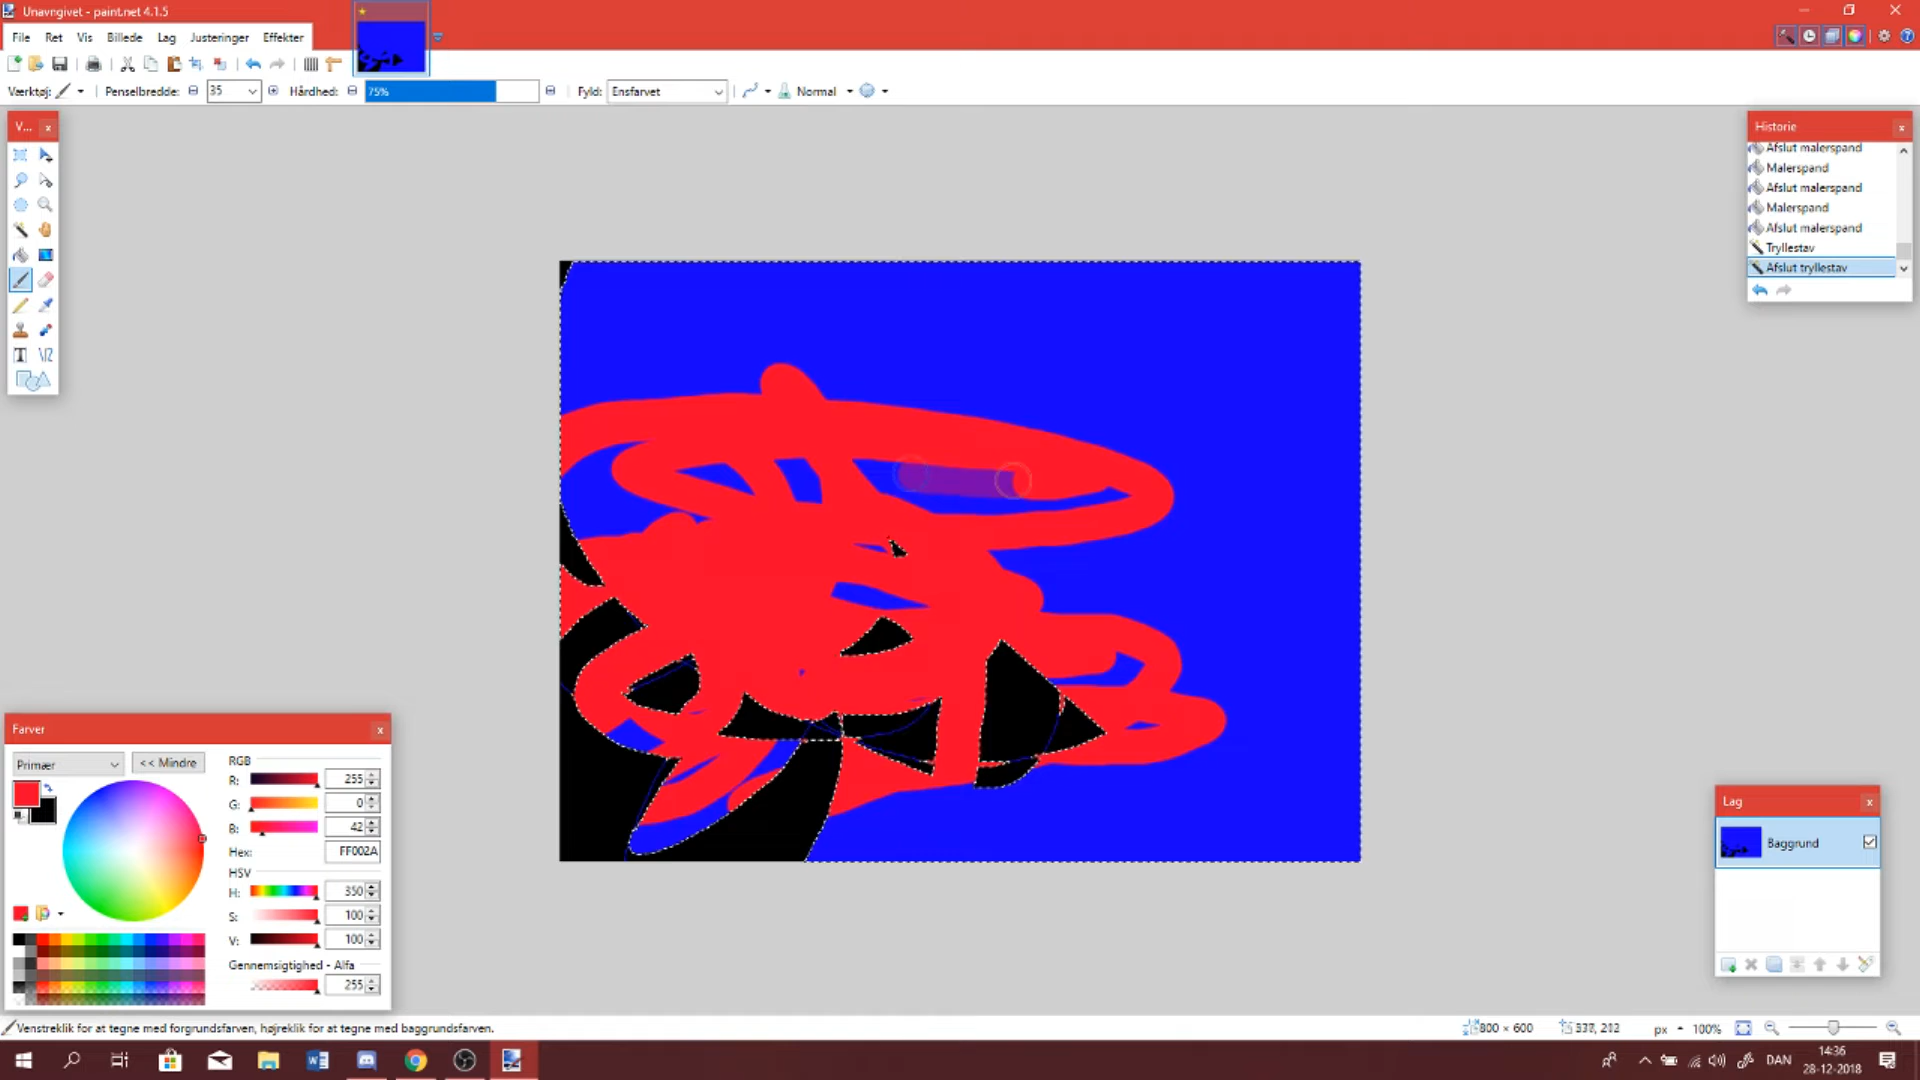 Unavngivet - paint.net 4.1.5
File Ret Vis Billede Lag Justeringer Effekter
Værktøj: Penselbredde: 35 Hårdhed: 75% Fyld: Ensfarvet Normal
V...
Historie
Afslut malerspand
Malerspand
Afslut malerspand
Malerspand
Afslut malerspand
Tryllestav
Afslut tryllestav
Farver
Primær << Mindre
RGB
R: 255
G: 0
B: 42
Hex: FF002A
HSV
H: 350
S: 100
V: 100
Gennemsigtighed - Alfa
255
Lag
Baggrund
Venstreklik for at tegne med forgrundsfarven, højreklik for at tegne med baggrundsfarven.
800 × 600 px 100%
DAN
14:36
28-12-2018